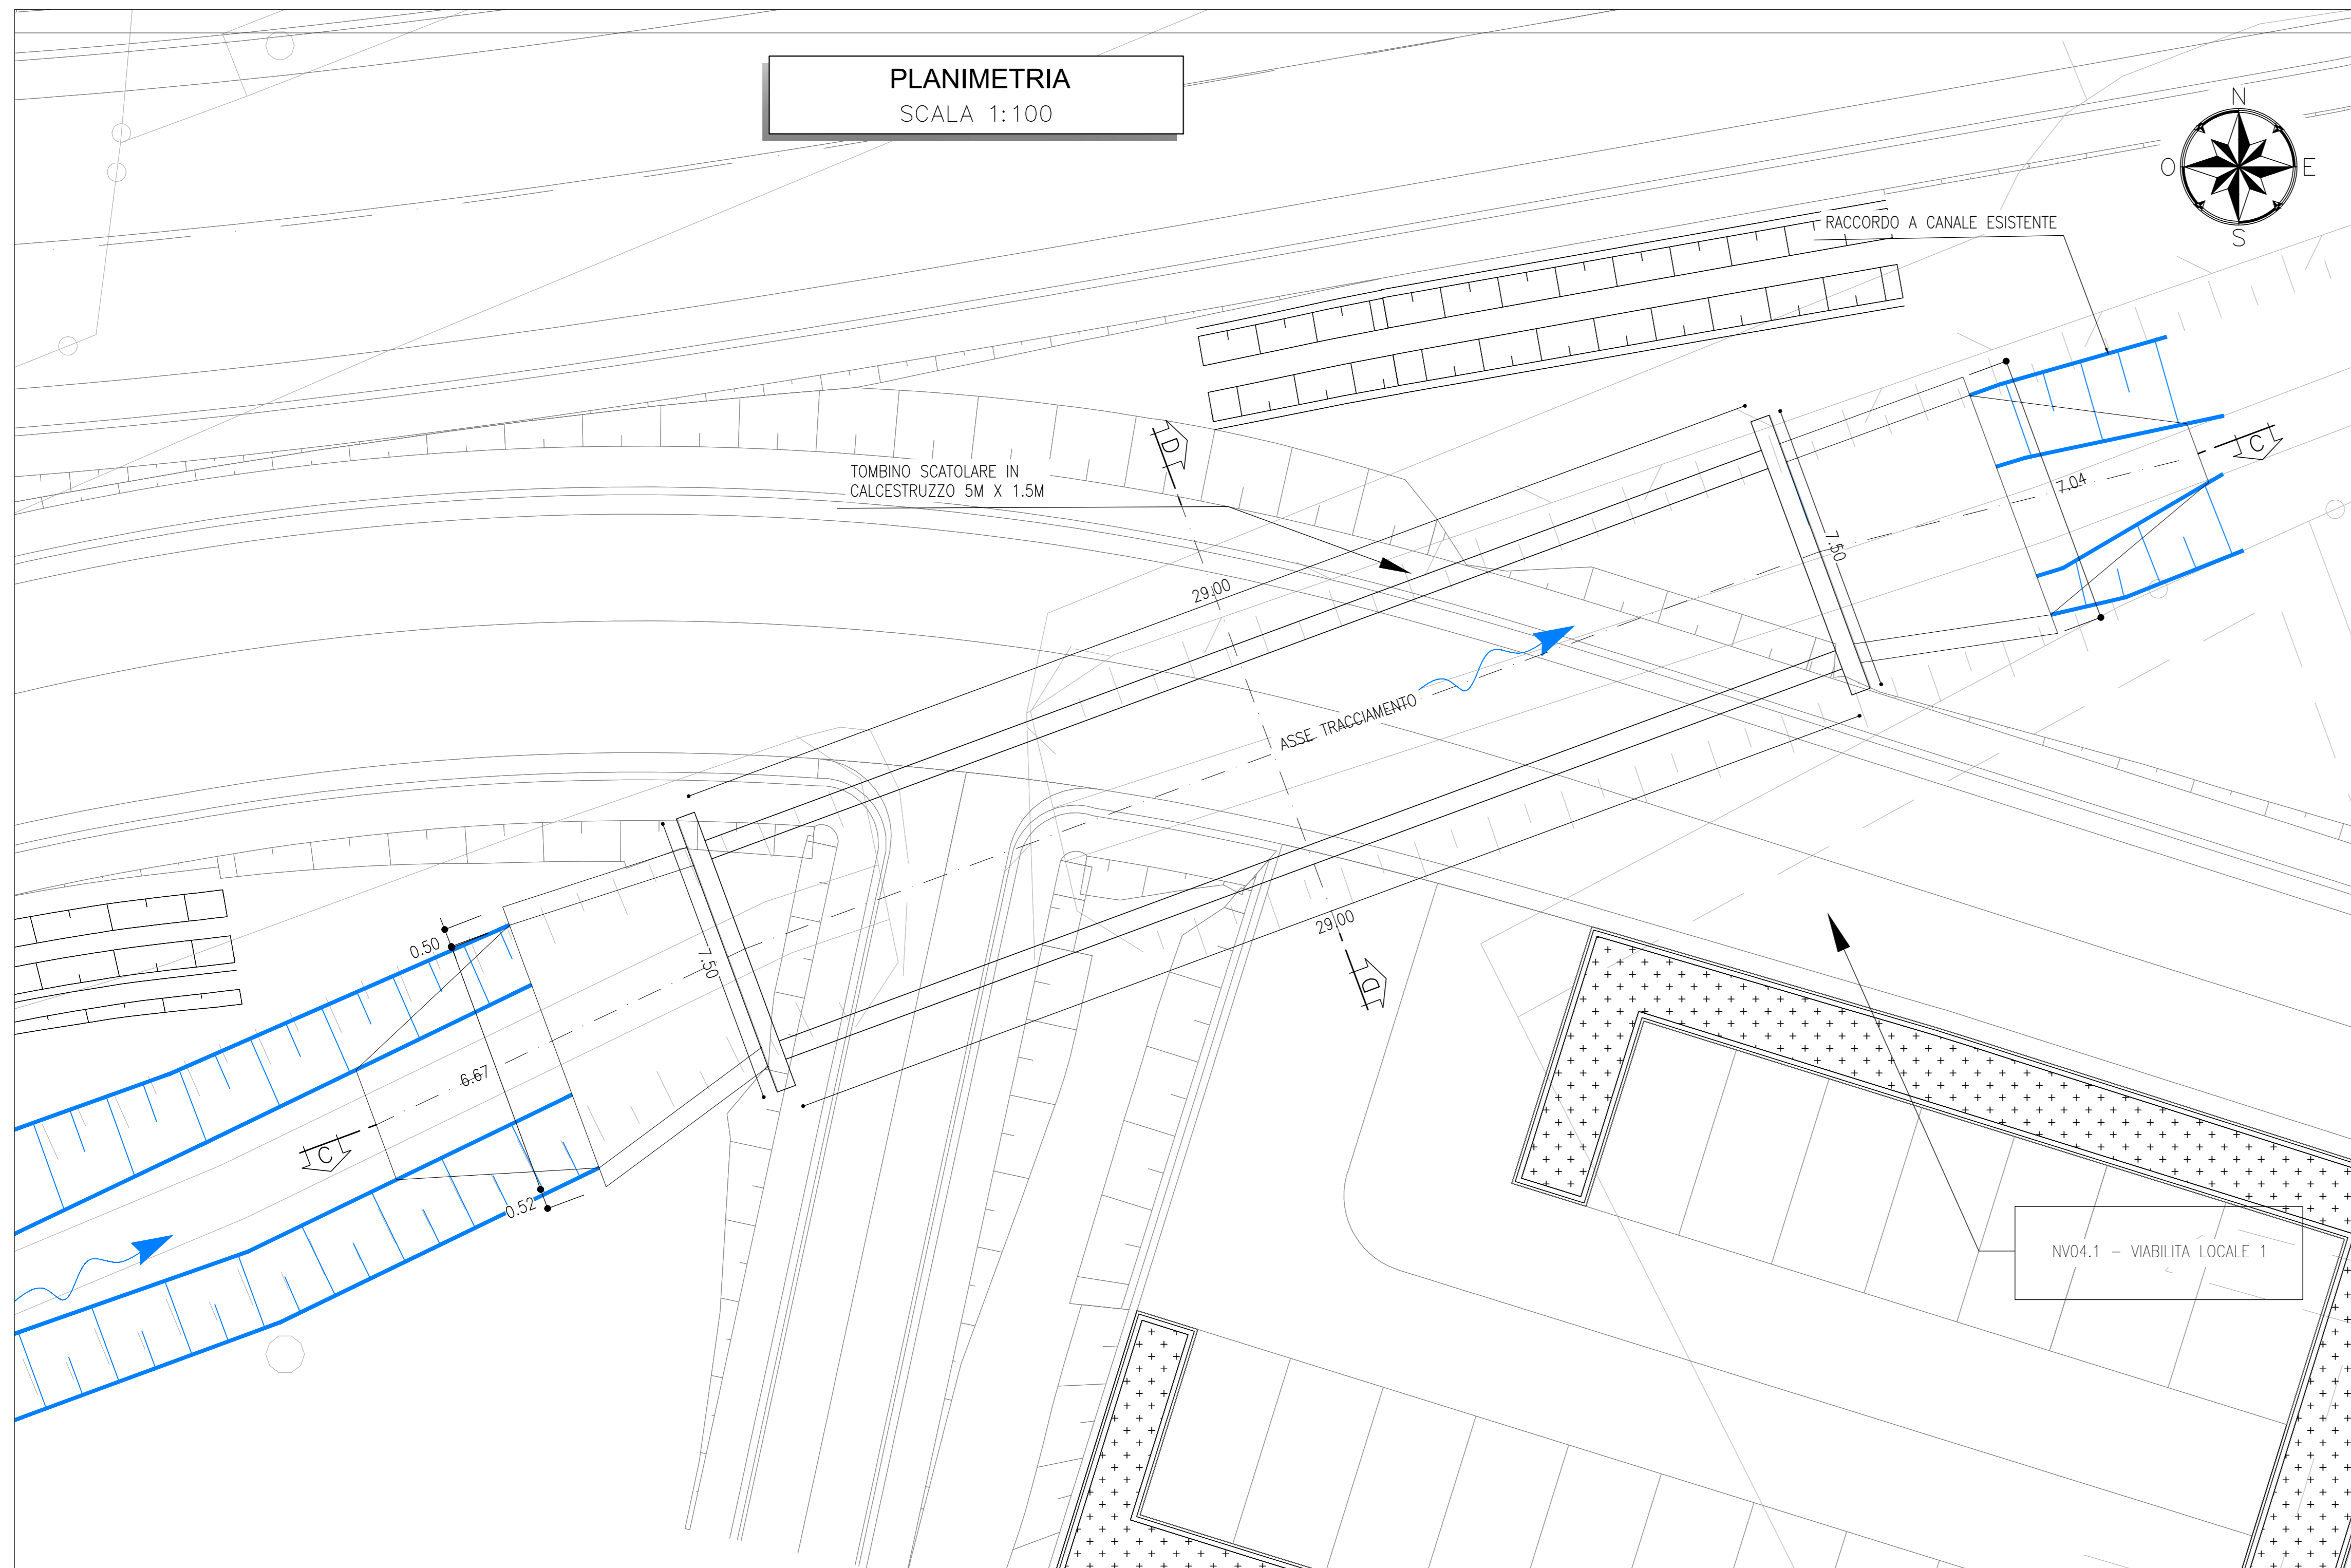 PLANIMETRIA
SCALA 1:100
N
O
E
S
RACCORDO A CANALE ESISTENTE
C
7.04
D
TOMBINO SCATOLARE IN
CALCESTRUZZO 5M X 1.5M
7.50
29.00
ASSE TRACCIAMENTO
29.00
0.50
7.50
D
6.67
C
0.52
NV04.1 – VIABILITA LOCALE 1